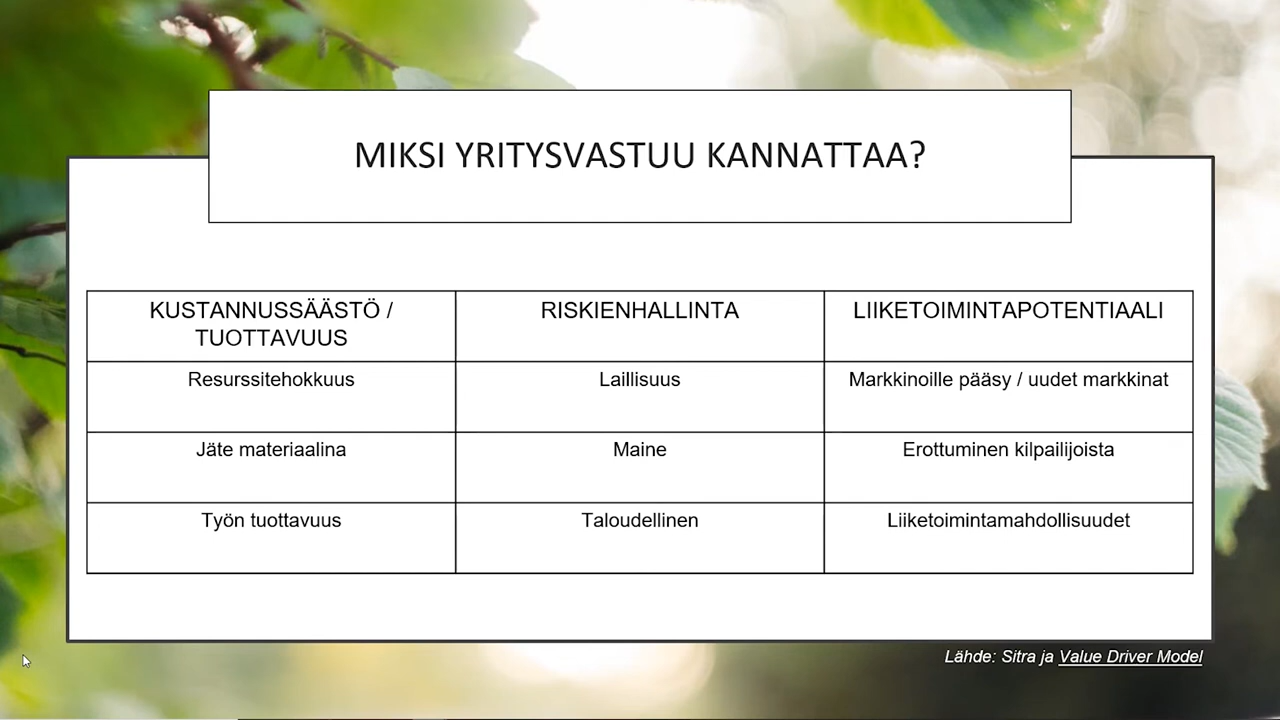 MIKSI YRITYSVASTUU KANNATTAA?
KUSTANNUSSÄÄSTÖ /
TUOTTAVUUS
RISKIENHALLINTA
LIIKETOIMINTAPOTENTIAALI
Resurssitehokkuus
Laillisuus
Markkinoille pääsy / uudet markkinat
Jäte materiaalina
Maine
Erottuminen kilpailijoista
Työn tuottavuus
Taloudellinen
Liiketoimintamahdollisuudet
Lähde: Sitra ja Value Driver Model